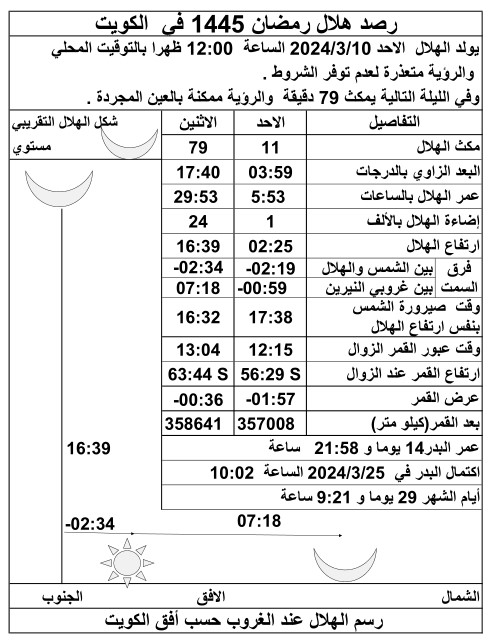 رصد هلال رمضان 1445 في الكويت
يولد الهلال الاحد 2024/3/10 الساعة 12:00 ظهرا بالتوقيت المحلي
والرؤية متعذرة لعدم توفر الشروط .
وفي الليلة التالية يمكث 79 دقيقة والرؤية ممكنة بالعين المجردة .
التفاصيل الاحد الاثنين شكل الهلال التقريبي
مستوي
مكث الهلال 11 79
البعد الزاوي بالدرجات 03:59 17:40
عمر الهلال بالساعات 5:53 29:53
إضاءة الهلال بالألف 1 24
ارتفاع الهلال 02:25 16:39
فرق السمت
بين الشمس والهلال -02:19 -02:34
بين غروبي النيرين -00:59 07:18
وقت صيرورة الشمس
بنفس ارتفاع الهلال 17:38 16:32
وقت عبور القمر الزوال 12:15 13:04
ارتفاع القمر عند الزوال 56:29 S 63:44 S
عرض القمر -01:57 -00:36
بعد القمر(كيلو متر) 357008 358641
عمر البدر14 يوما و 21:58 ساعة
اكتمال البدر في 2024/3/25 الساعة 10:02
أيام الشهر 29 يوما و 9:21 ساعة
16:39
07:18 -02:34
الشمال الافق الجنوب
رسم الهلال عند الغروب حسب أفق الكويت